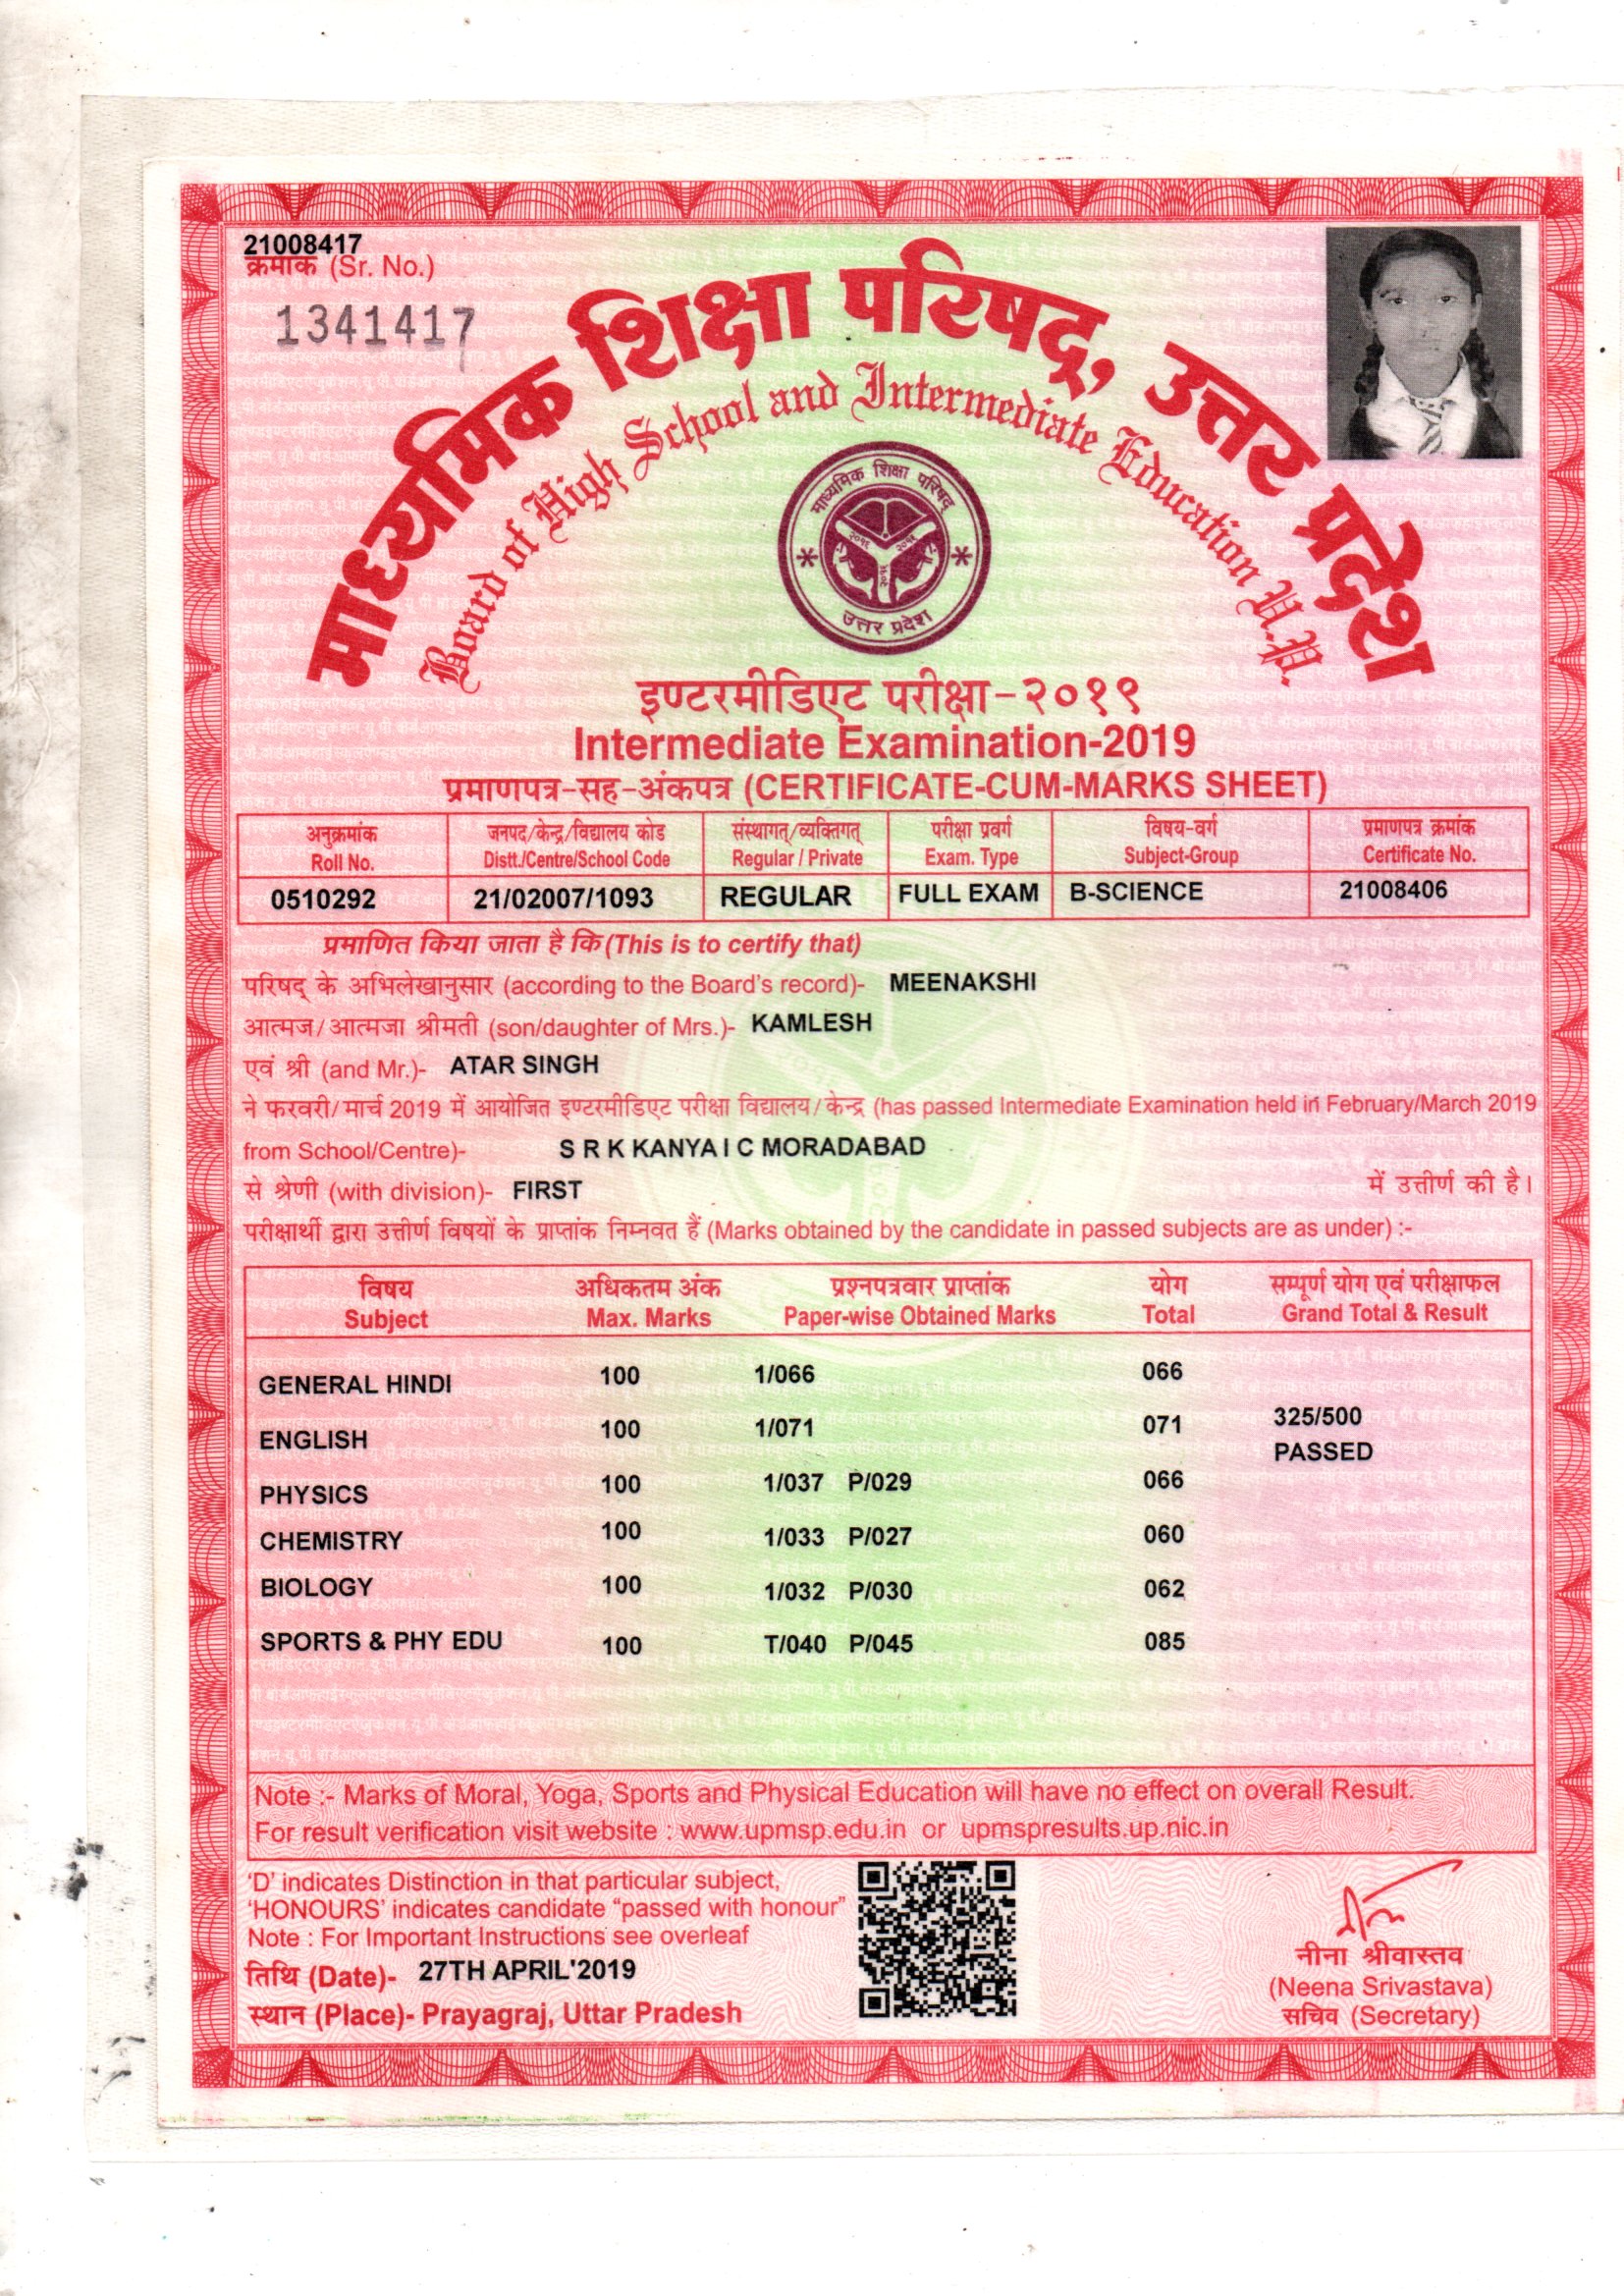 21008417
क्रमांक (Sr. No.)
1341417
माध्यमिक शिक्षा परिषद्, उत्तर प्रदेश
Board of High School and Intermediate Education U.P.
माध्यमिक शिक्षा परिषद्
उत्तर प्रदेश
इण्टरमीडिएट परीक्षा-२०१९
Intermediate Examination-2019
प्रमाणपत्र-सह-अंकपत्र (CERTIFICATE-CUM-MARKS SHEET)
अनुक्रमांक जनपद/केन्द्र/विद्यालय कोड संस्थागत्/व्यक्तिगत् परीक्षा प्रवर्ग विषय-वर्ग प्रमाणपत्र क्रमांक
Roll No. Distt./Centre/School Code Regular / Private Exam. Type Subject-Group Certificate No.
0510292 21/02007/1093 REGULAR FULL EXAM B-SCIENCE 21008406
प्रमाणित किया जाता है कि (This is to certify that)
परिषद् के अभिलेखानुसार (according to the Board's record)- MEENAKSHI
आत्मज/आत्मजा श्रीमती (son/daughter of Mrs.)- KAMLESH
एवं श्री (and Mr.)- ATAR SINGH
ने फरवरी/मार्च 2019 में आयोजित इण्टरमीडिएट परीक्षा विद्यालय/केन्द्र (has passed Intermediate Examination held in February/March 2019
from School/Centre)- S R K KANYA I C MORADABAD
से श्रेणी (with division)- FIRST में उत्तीर्ण की है।
परीक्षार्थी द्वारा उत्तीर्ण विषयों के प्राप्तांक निम्नवत हैं (Marks obtained by the candidate in passed subjects are as under) :-
विषय अधिकतम अंक प्रश्नपत्रवार प्राप्तांक योग सम्पूर्ण योग एवं परीक्षाफल
Subject Max. Marks Paper-wise Obtained Marks Total Grand Total & Result
GENERAL HINDI 100 1/066 066
ENGLISH 100 1/071 071 325/500
PASSED
PHYSICS 100 1/037 P/029 066
CHEMISTRY 100 1/033 P/027 060
BIOLOGY 100 1/032 P/030 062
SPORTS & PHY EDU 100 T/040 P/045 085
Note :- Marks of Moral, Yoga, Sports and Physical Education will have no effect on overall Result.
For result verification visit website : www.upmsp.edu.in or upmspresults.up.nic.in
'D' indicates Distinction in that particular subject,
'HONOURS' indicates candidate "passed with honour"
Note : For Important Instructions see overleaf
तिथि (Date)- 27TH APRIL'2019
स्थान (Place)- Prayagraj, Uttar Pradesh
नीना श्रीवास्तव
(Neena Srivastava)
सचिव (Secretary)